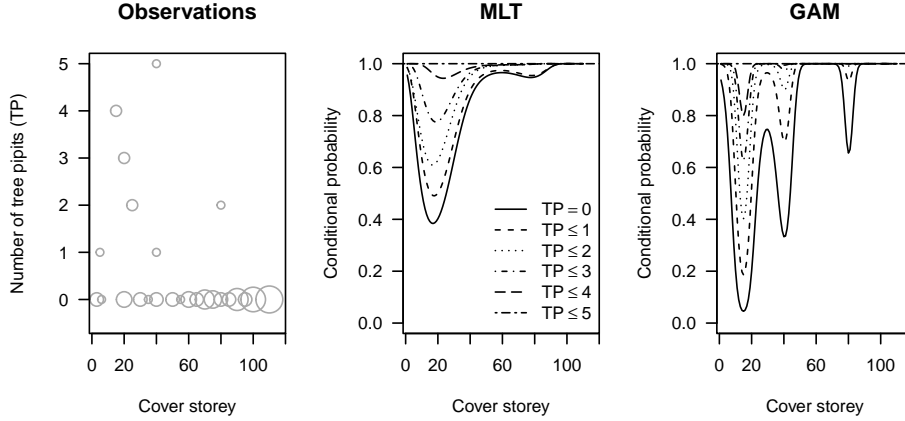 Observations
Number of tree pipits (TP)
5
4
3
2
1
0
0
20
60
100
Cover storey
MLT
Conditional probability
1.0
0.8
0.6
0.4
0.2
0.0
TP = 0
TP ≤ 1
TP ≤ 2
TP ≤ 3
TP ≤ 4
TP ≤ 5
0
20
60
100
Cover storey
GAM
Conditional probability
1.0
0.8
0.6
0.4
0.2
0.0
0
20
60
100
Cover storey